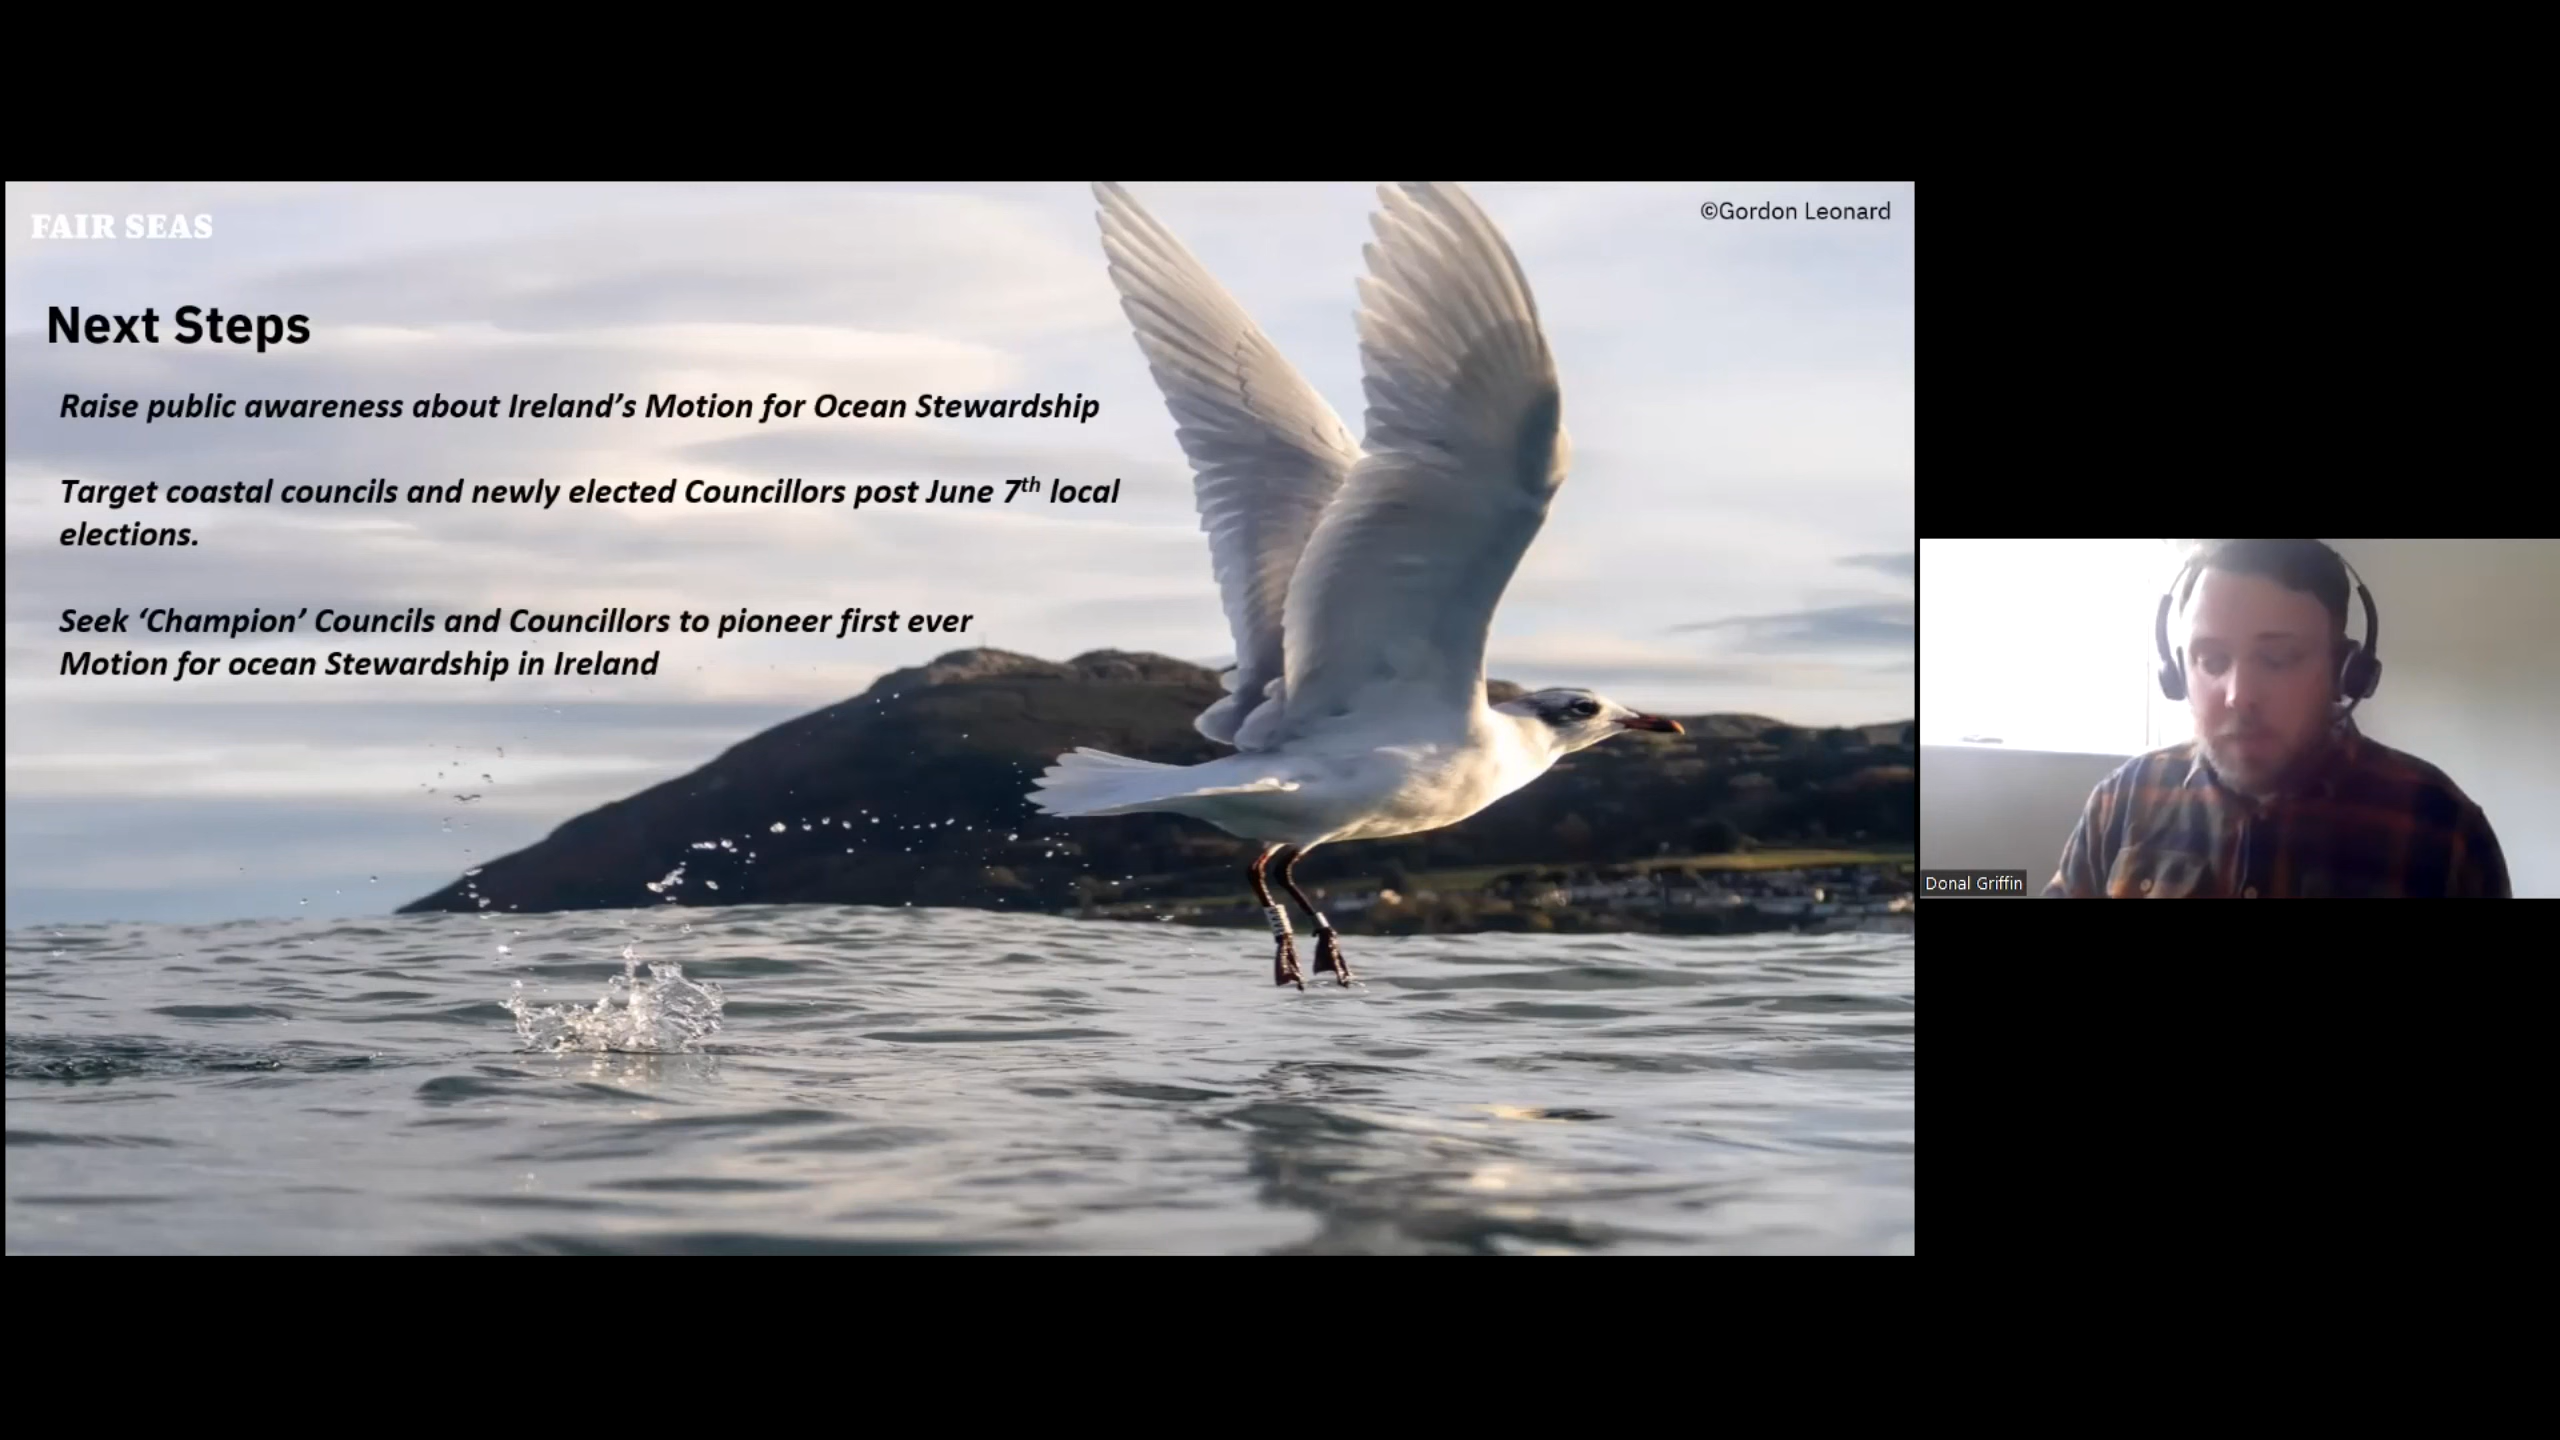 FAIR SEAS
©Gordon Leonard
Next Steps
Raise public awareness about Ireland’s Motion for Ocean Stewardship
Target coastal councils and newly elected Councillors post June 7th local
elections.
Seek ‘Champion’ Councils and Councillors to pioneer first ever
Motion for ocean Stewardship in Ireland
Donal Griffin